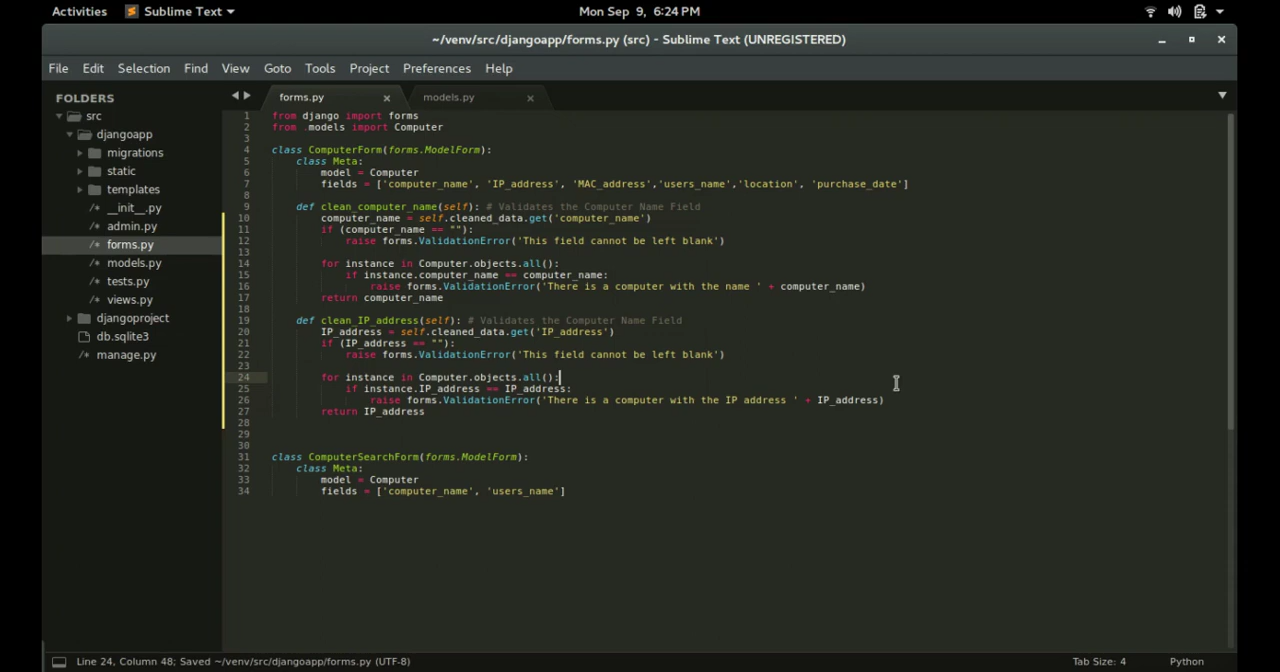 Activities Sublime Text Mon Sep 9, 6:24 PM
~/venv/src/djangoapp/forms.py (src) - Sublime Text (UNREGISTERED)
File Edit Selection Find View Goto Tools Project Preferences Help
FOLDERS
src
djangoapp
migrations
static
templates
/* __init__.py
/* admin.py
/* forms.py
/* models.py
/* tests.py
/* views.py
djangoproject
db.sqlite3
/* manage.py
forms.py models.py
1 from django import forms
2 from .models import Computer
3
4 class ComputerForm(forms.ModelForm):
5     class Meta:
6         model = Computer
7         fields = ['computer_name', 'IP_address', 'MAC_address','users_name','location', 'purchase_date']
8
9     def clean_computer_name(self): # Validates the Computer Name Field
10         computer_name = self.cleaned_data.get('computer_name')
11         if (computer_name == ""):
12             raise forms.ValidationError('This field cannot be left blank')
13
14         for instance in Computer.objects.all():
15             if instance.computer_name == computer_name:
16                 raise forms.ValidationError('There is a computer with the name ' + computer_name)
17         return computer_name
18
19     def clean_IP_address(self): # Validates the Computer Name Field
20         IP_address = self.cleaned_data.get('IP_address')
21         if (IP_address == ""):
22             raise forms.ValidationError('This field cannot be left blank')
23
24         for instance in Computer.objects.all():
25             if instance.IP_address == IP_address:
26                 raise forms.ValidationError('There is a computer with the IP address ' + IP_address)
27         return IP_address
28
29
30
31 class ComputerSearchForm(forms.ModelForm):
32     class Meta:
33         model = Computer
34         fields = ['computer_name', 'users_name']
Line 24, Column 48; Saved ~/venv/src/djangoapp/forms.py (UTF-8) Tab Size: 4 Python